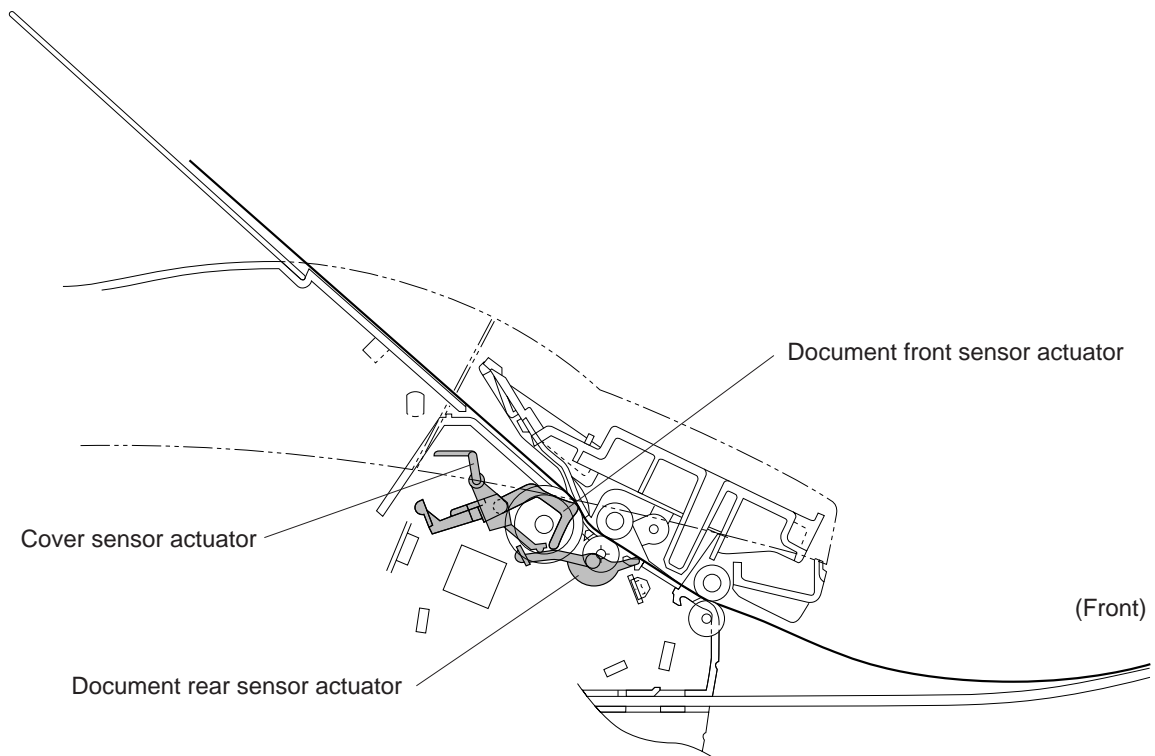 Document front sensor actuator
Cover sensor actuator
(Front)
Document rear sensor actuator